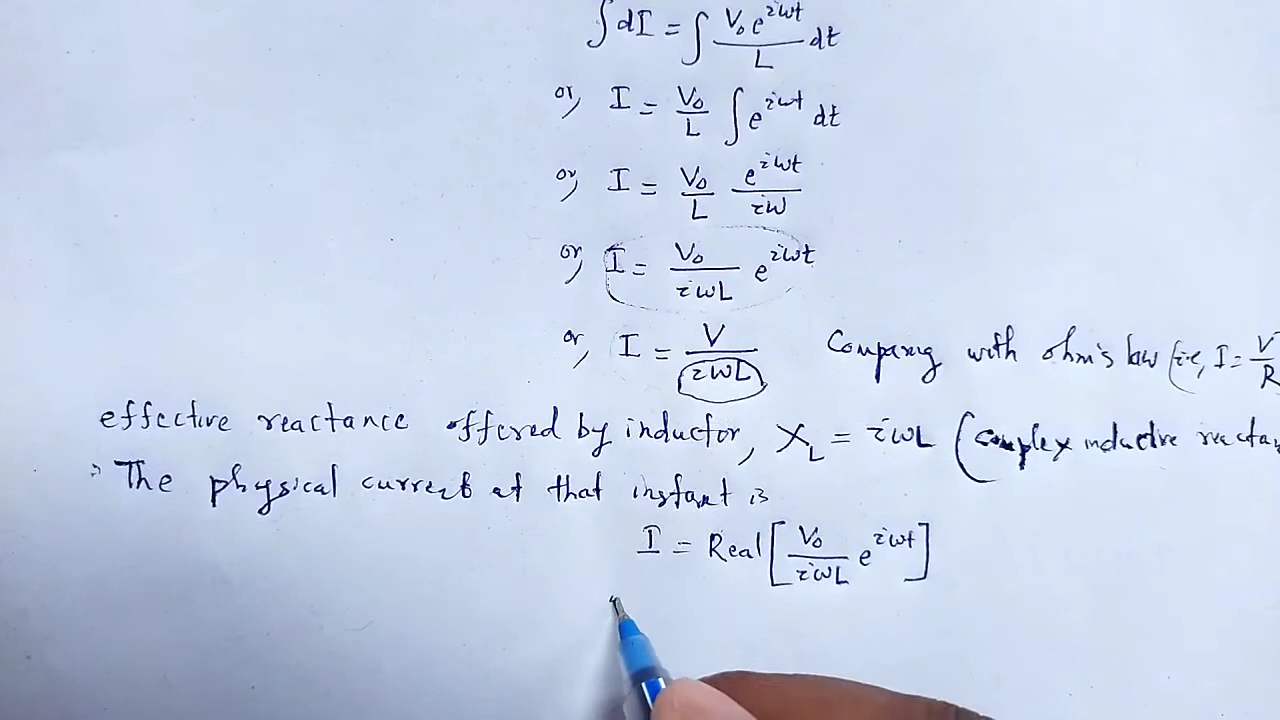 ∫dI = ∫ V₀e^{iωt}/L dt
or, I = V₀/L ∫ e^{iωt} dt
or, I = V₀/L e^{iωt}/iω
or, I = V₀/iωL e^{iωt}
or, I = V/iωL Comparing with ohm's law (i.e, I = V/R
effective reactance offered by inductor, X_L = iωL (complex inductive reactan
The physical current at that instant is
I = Real[V₀/iωL e^{iωt}]